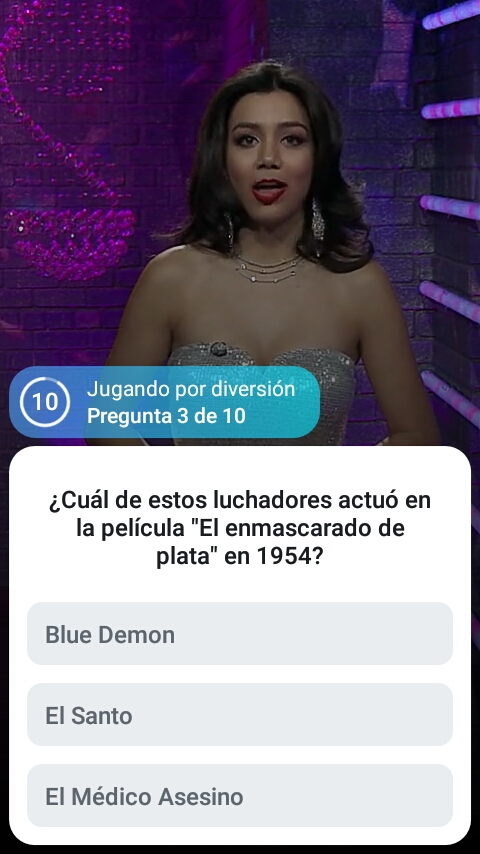 10
Jugando por diversión
Pregunta 3 de 10
¿Cuál de estos luchadores actuó en
la película "El enmascarado de
plata" en 1954?
Blue Demon
El Santo
El Médico Asesino